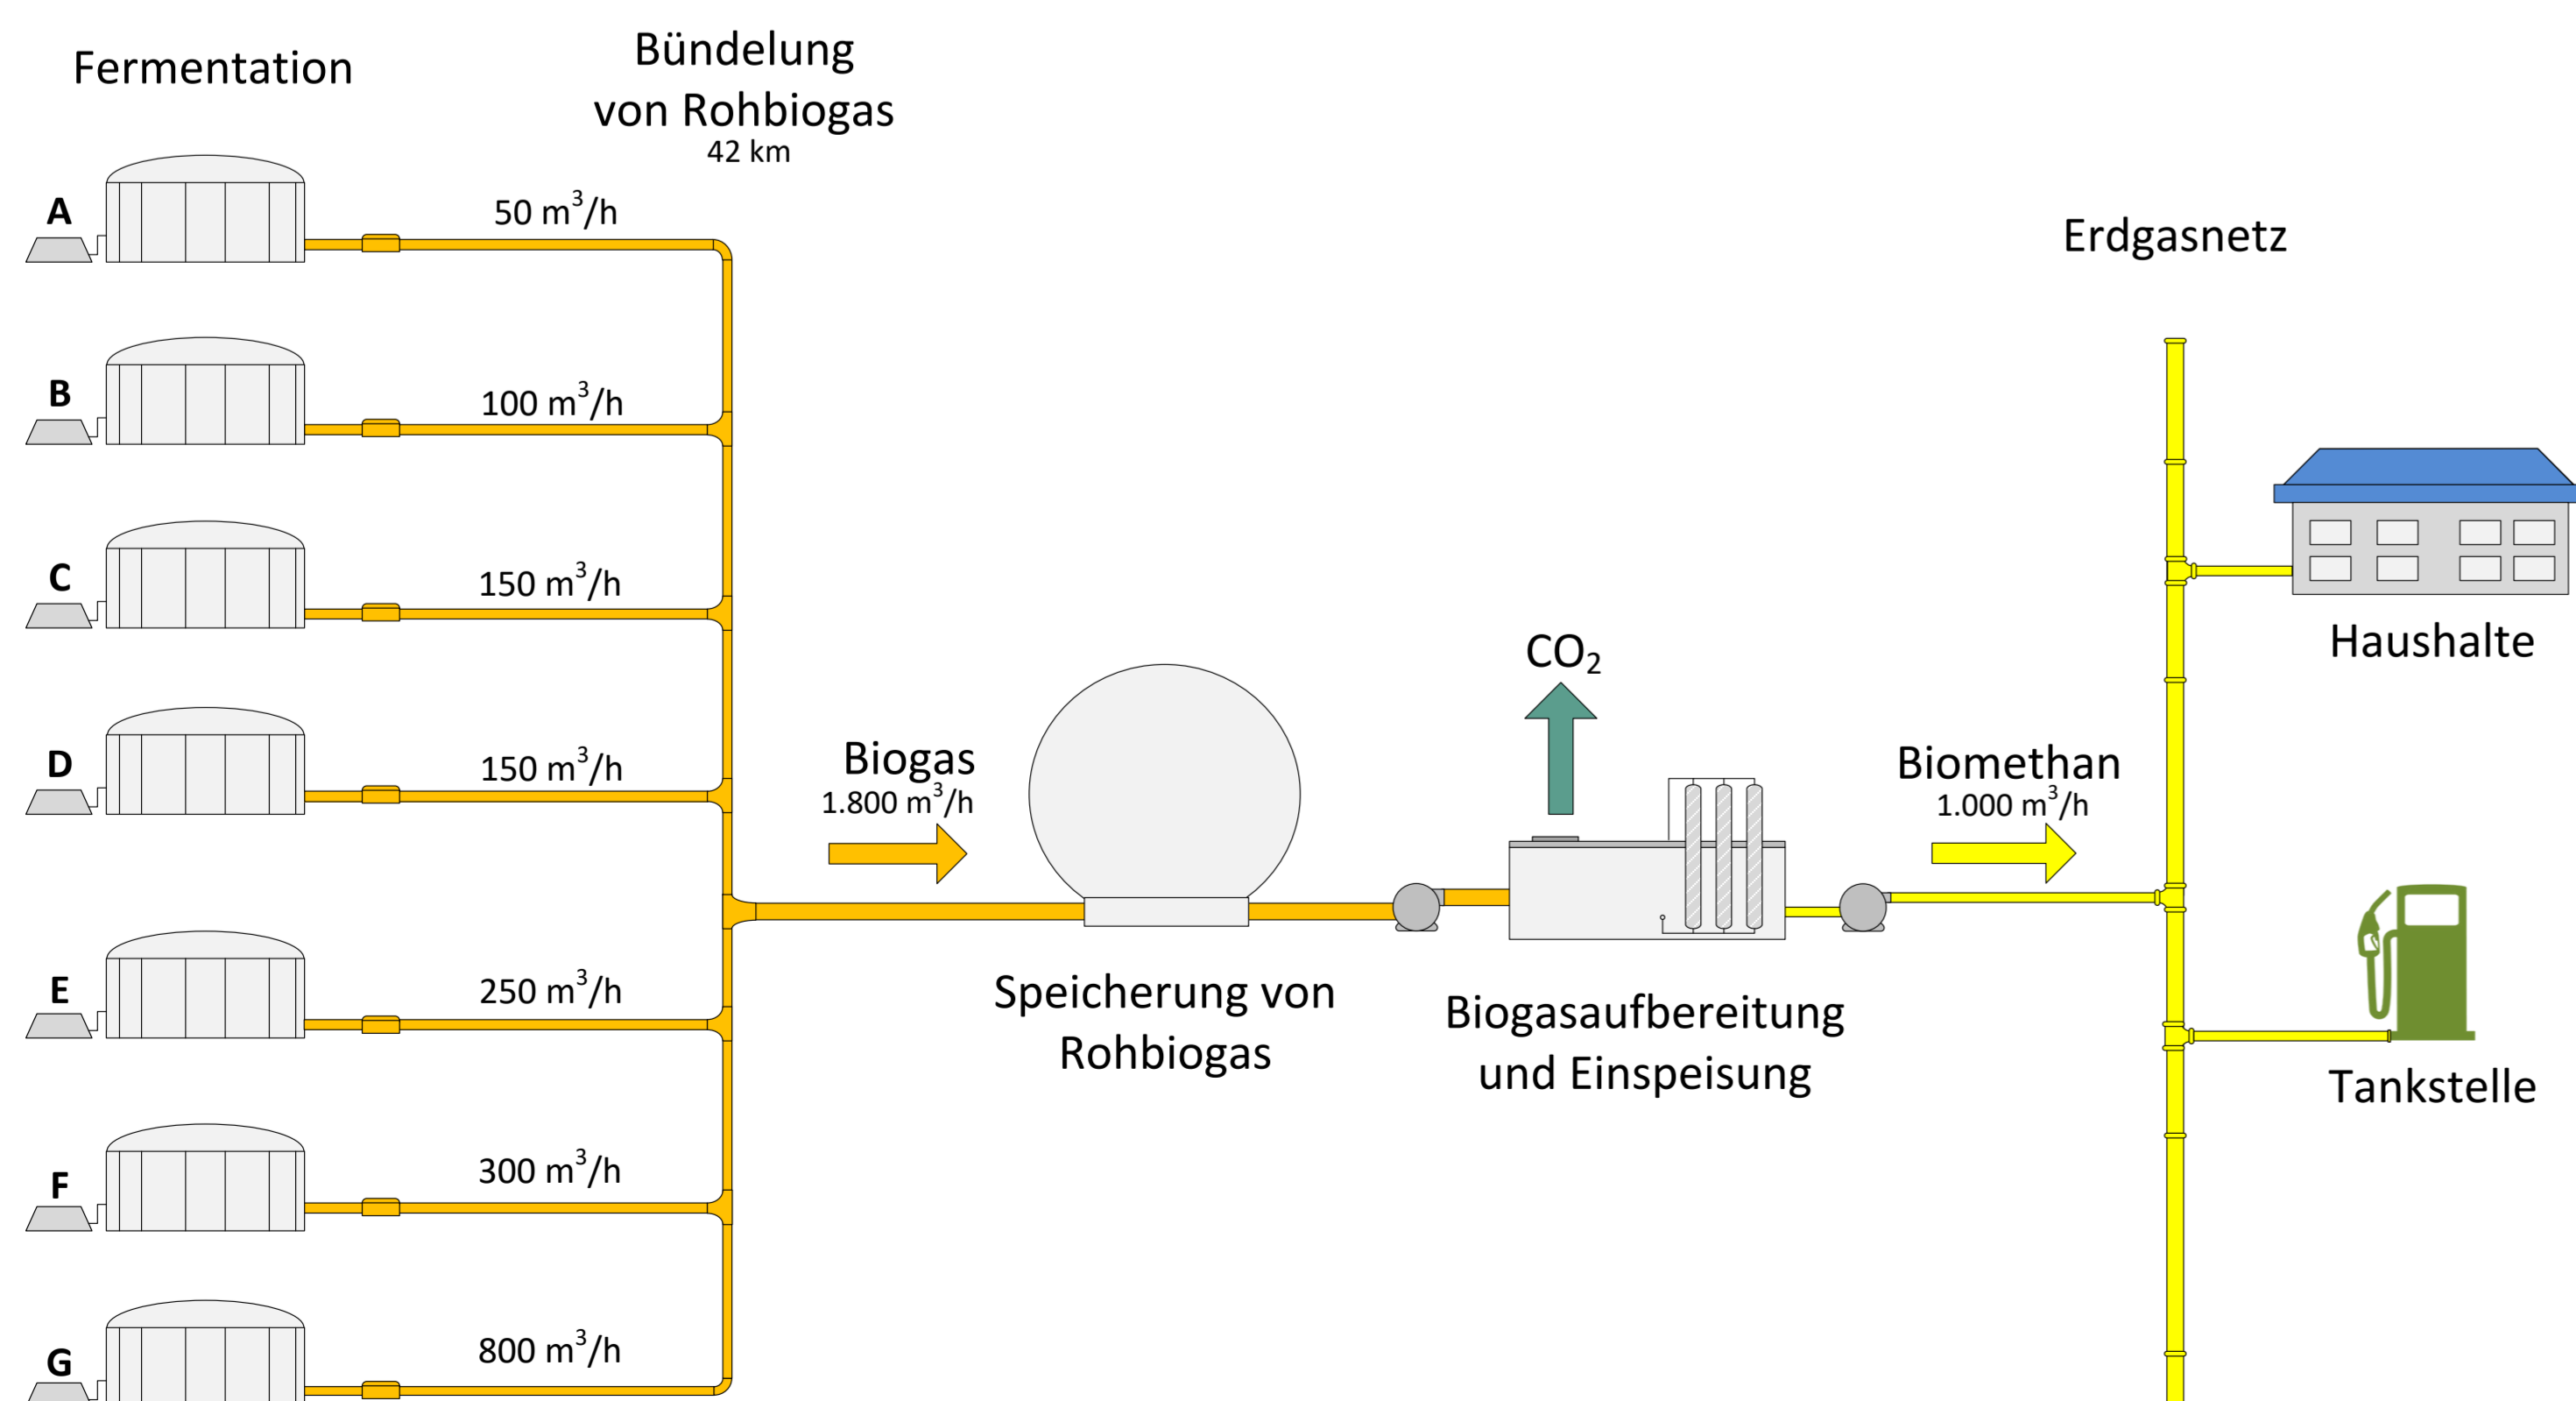 Fermentation
Bündelung
von Rohbiogas
42 km
A
50 m³/h
B
100 m³/h
C
150 m³/h
D
150 m³/h
E
250 m³/h
F
300 m³/h
G
800 m³/h
Biogas
1.800 m³/h
Speicherung von
Rohbiogas
CO₂
Biogasaufbereitung
und Einspeisung
Biomethan
1.000 m³/h
Erdgasnetz
Haushalte
Tankstelle